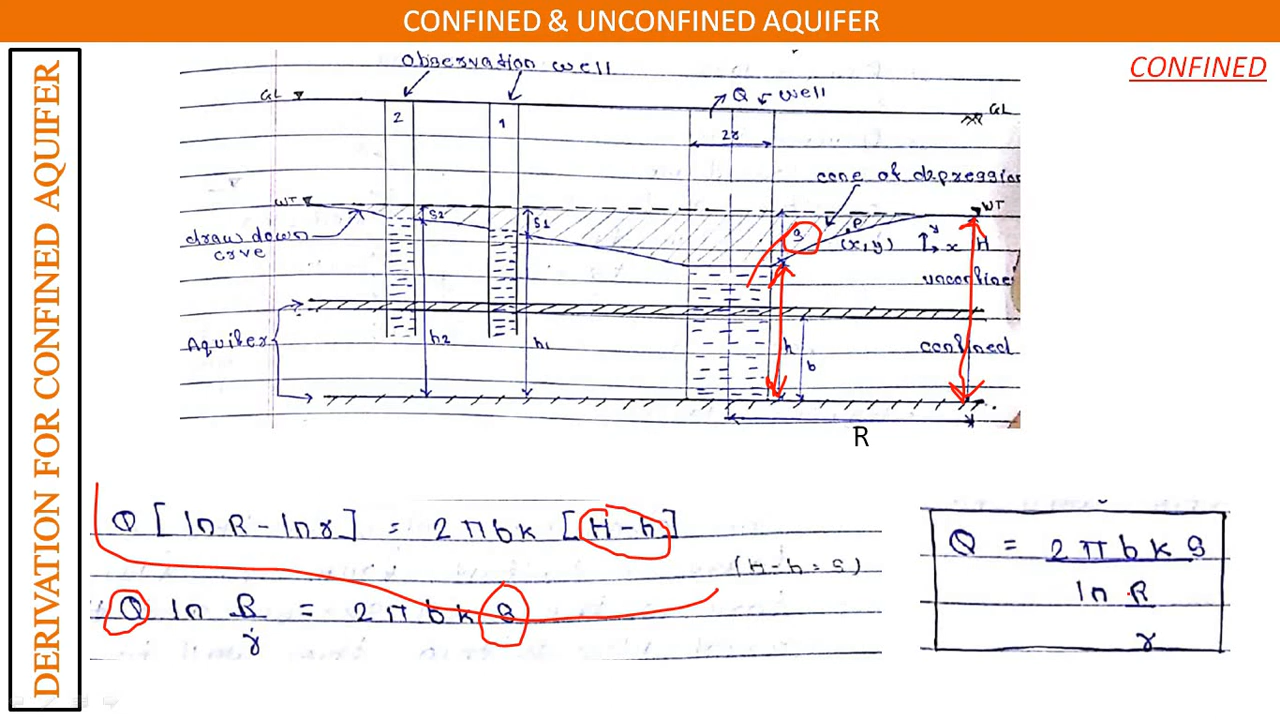 CONFINED & UNCONFINED AQUIFER
DERIVATION FOR CONFINED AQUIFER
CONFINED
Observation well
GL
2
1
Q
well
GL
2r
cone of depression
WT
S2
S1
WT
draw down
S
P
(x, y)
y
x
H
curve
unconfined
Aquifer
h2
h1
h
b
confined
R
Q [ln R - ln r] = 2πbk [H-h]
(H-h = S)
Q ln R/r = 2πbk S
Q = 2πbkS
ln R
r